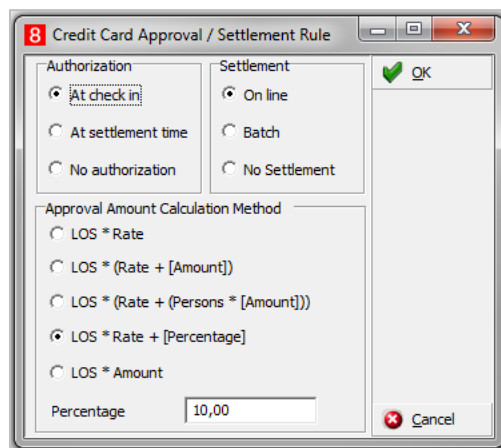 8 Credit Card Approval / Settlement Rule
Authorization
At check in
At settlement time
No authorization
Settlement
On line
Batch
No Settlement
OK
Approval Amount Calculation Method
LOS * Rate
LOS * (Rate + [Amount])
LOS * (Rate + (Persons * [Amount]))
LOS * Rate + [Percentage]
LOS * Amount
Percentage 10,00
Cancel